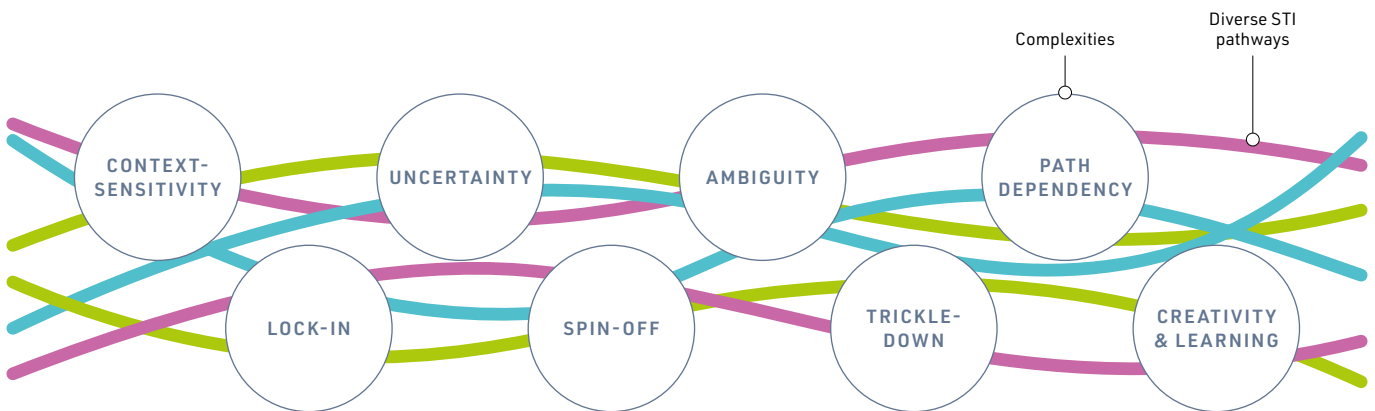 Diverse STI
pathways
Complexities
CONTEXT-
SENSITIVITY
UNCERTAINTY
AMBIGUITY
PATH
DEPENDENCY
LOCK-IN
SPIN-OFF
TRICKLE-
DOWN
CREATIVITY
& LEARNING